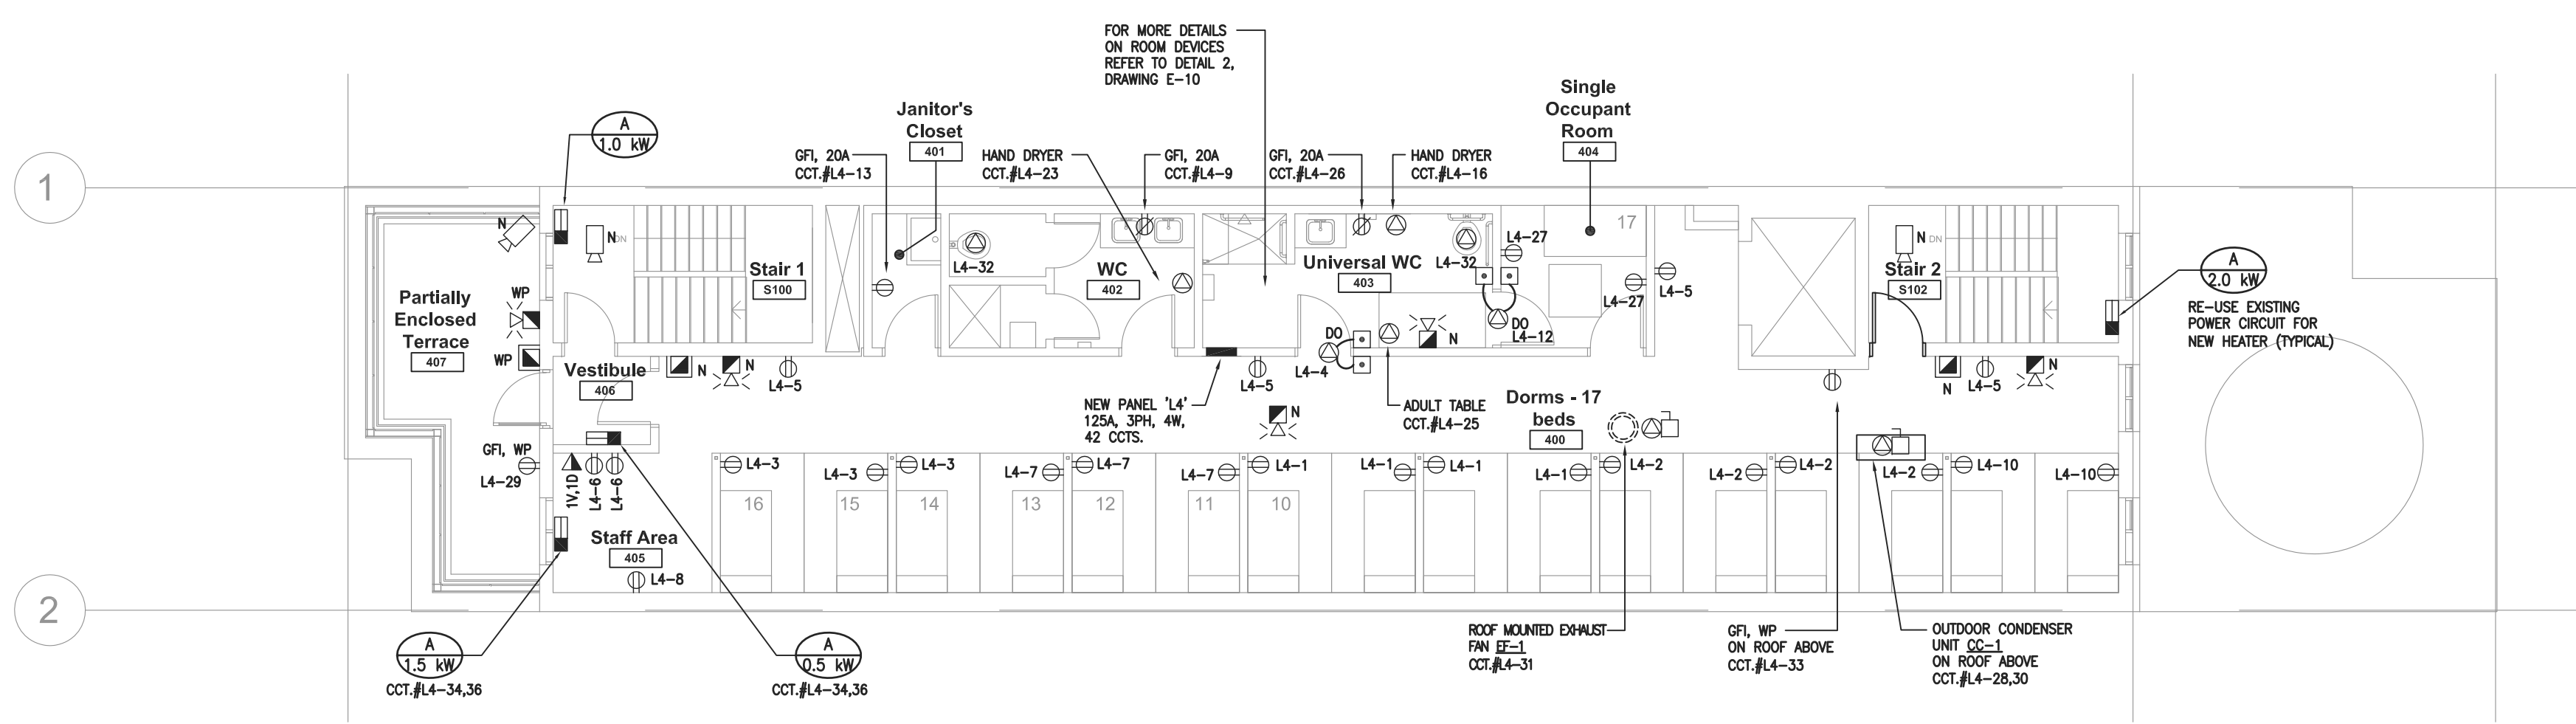 FOR MORE DETAILS
ON ROOM DEVICES
REFER TO DETAIL 2,
DRAWING E-10
A
1.0 kW
Janitor's
Closet
401
Single
Occupant
Room
404
GFI, 20A
CCT.#L4-13
HAND DRYER
CCT.#L4-23
GFI, 20A
CCT.#L4-9
GFI, 20A
CCT.#L4-26
HAND DRYER
CCT.#L4-16
1
N
N
DN
17
L4-27
N
DN
A
2.0 kW
RE-USE EXISTING
POWER CIRCUIT FOR
NEW HEATER (TYPICAL)
Stair 1
S100
L4-32
WC
402
Universal WC
403
L4-32
L4-27
L4-5
Stair 2
S102
Partially
Enclosed
Terrace
407
WP
WP
Vestibule
406
N
N
L4-5
L4-5
DO
L4-4
N
DO
L4-12
N
L4-5
N
NEW PANEL 'L4'
125A, 3PH, 4W,
42 CCTS.
N
ADULT TABLE
CCT.#L4-25
Dorms - 17
beds
400
GFI, WP
L4-29
1V,1D
L4-6
L4-6
L4-3
L4-3
L4-3
L4-7
L4-7
L4-7
L4-1
L4-1
L4-1
L4-1
L4-2
L4-2
L4-2
L4-2
L4-10
L4-10
16
15
14
13
12
11
10
Staff Area
405
L4-8
2
A
1.5 kW
CCT.#L4-34,36
A
0.5 kW
CCT.#L4-34,36
ROOF MOUNTED EXHAUST
FAN EF-1
CCT.#L4-31
GFI, WP
ON ROOF ABOVE
CCT.#L4-33
OUTDOOR CONDENSER
UNIT CC-1
ON ROOF ABOVE
CCT.#L4-28,30